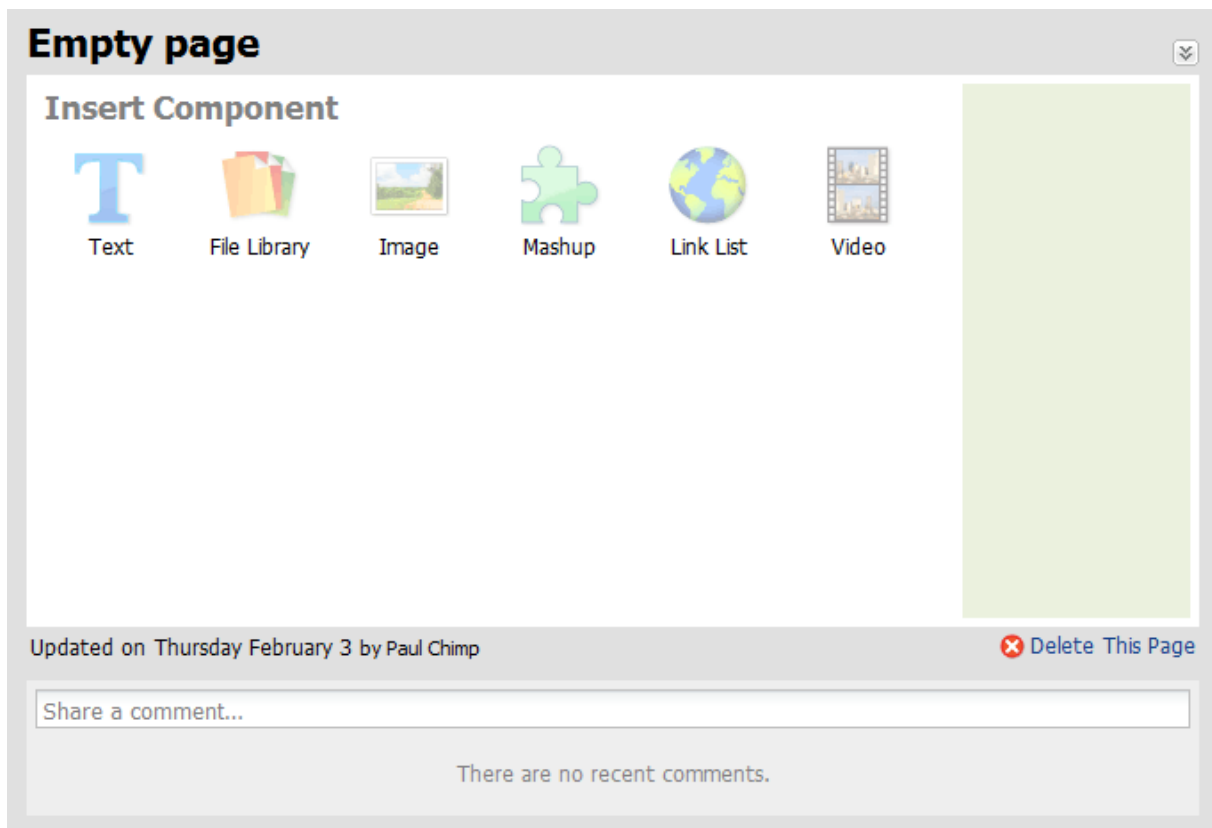 Empty page
Insert Component
Text File Library Image Mashup Link List Video
Updated on Thursday February 3 by Paul Chimp
Delete This Page
Share a comment...
There are no recent comments.